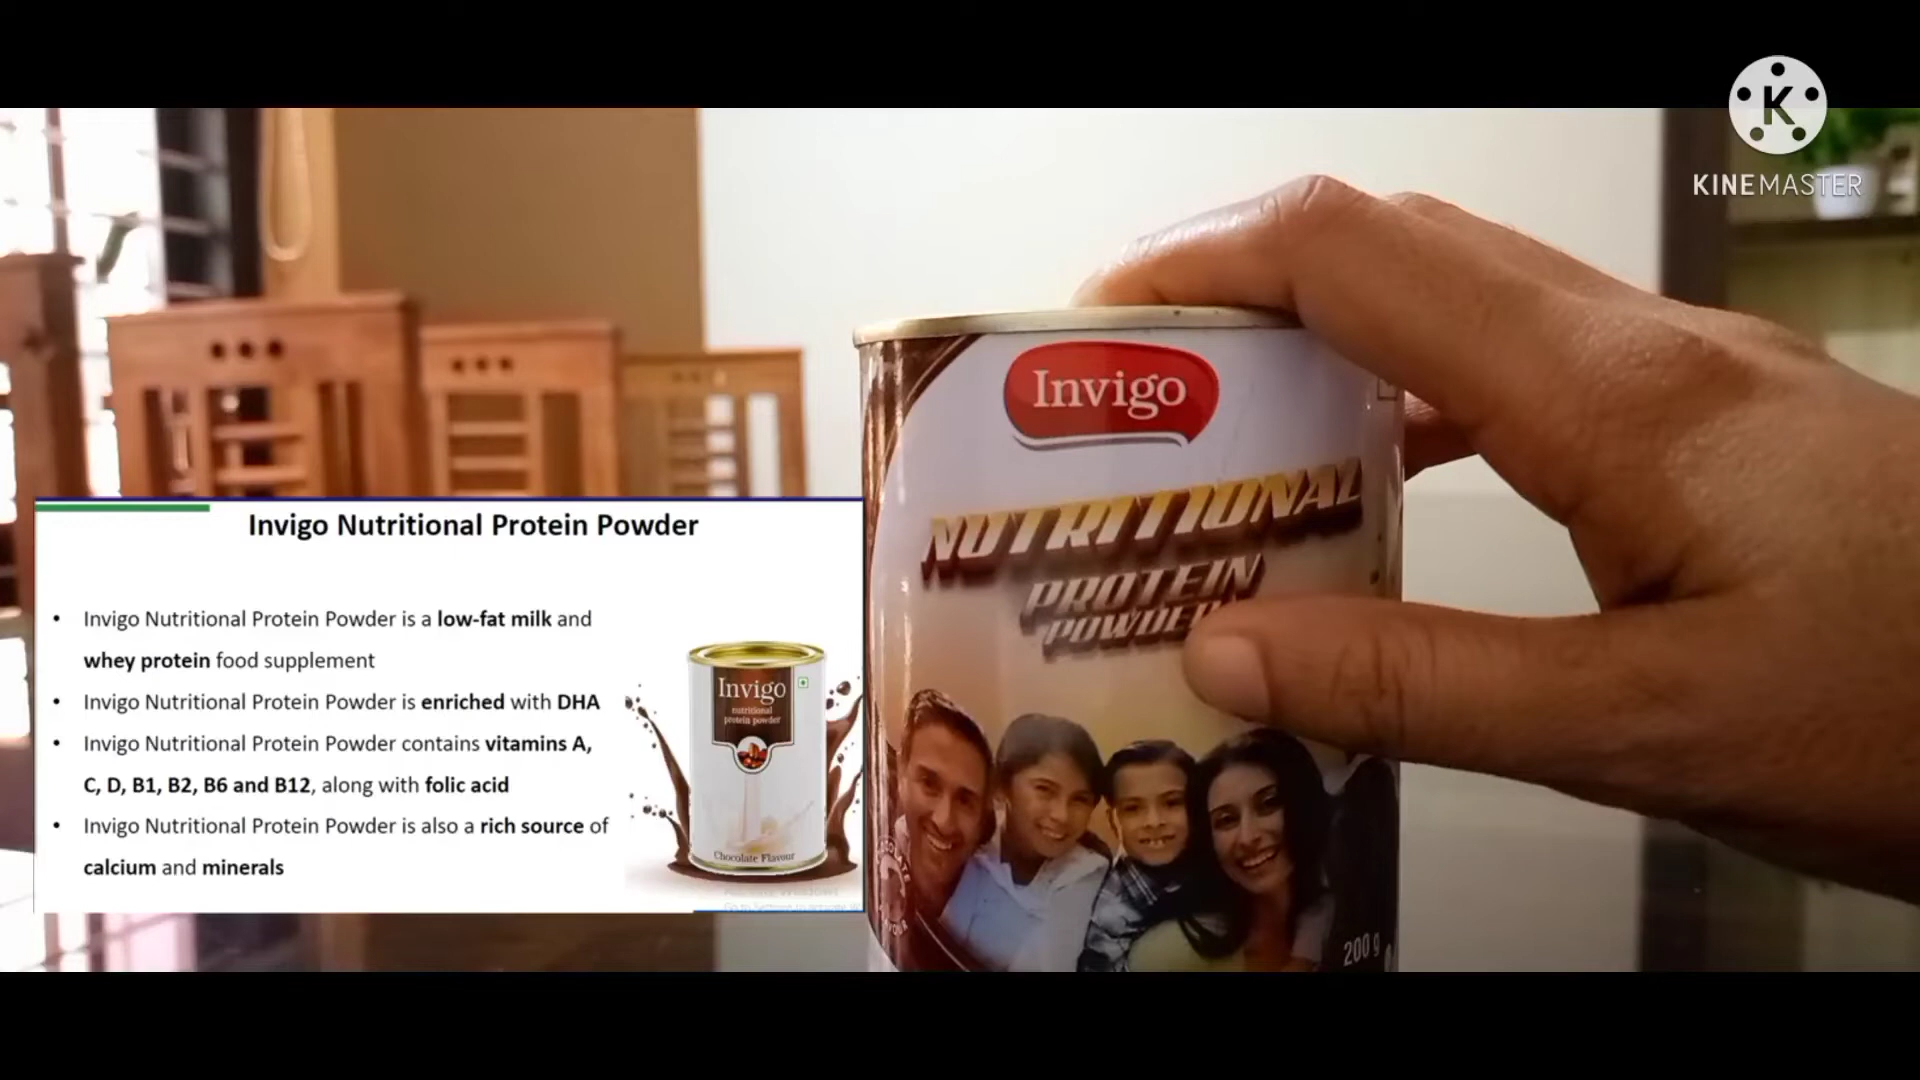 K
KINEMASTER
Invigo
NUTRITIONAL
PROTEIN
POWDER
200 g
Invigo Nutritional Protein Powder
• Invigo Nutritional Protein Powder is a low-fat milk and
whey protein food supplement
• Invigo Nutritional Protein Powder is enriched with DHA
• Invigo Nutritional Protein Powder contains vitamins A,
C, D, B1, B2, B6 and B12, along with folic acid
• Invigo Nutritional Protein Powder is also a rich source of
calcium and minerals
Invigo
nutritional
protein powder
Chocolate Flavour